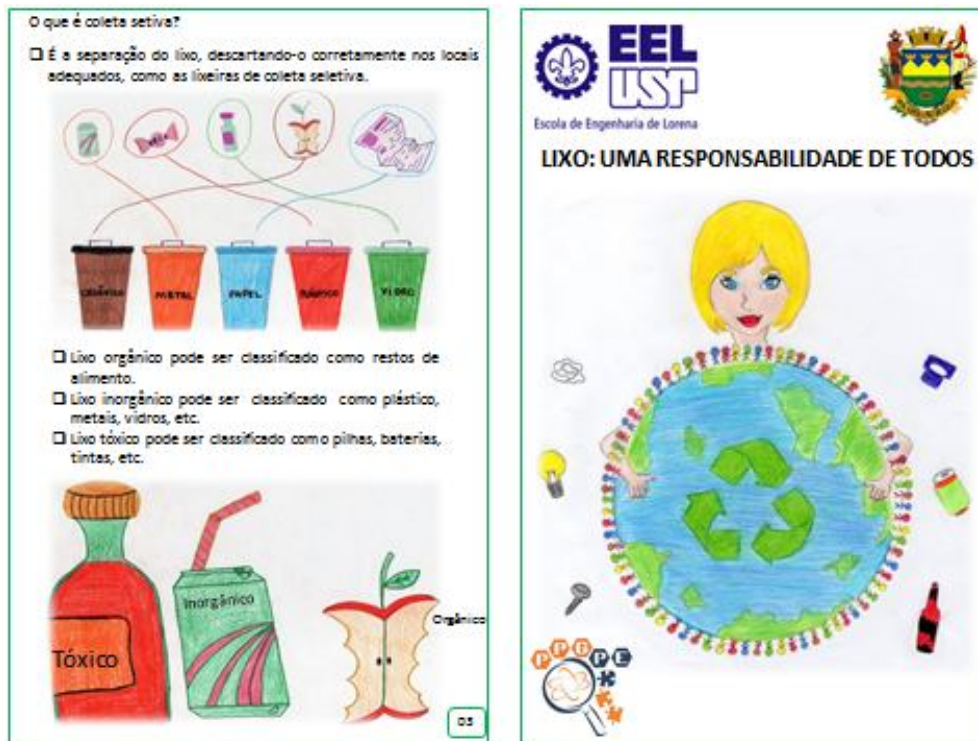 O que é coleta setiva?
❑ É a separação do lixo, descartando-o corretamente nos locais
adequados, como as lixeiras de coleta seletiva.
ORGÂNICO METAL PAPEL PLÁSTICO VIDRO
❑ Lixo orgânico pode ser classificado como restos de
alimento.
❑ Lixo inorgânico pode ser classificado como plástico,
metais, vidros, etc.
❑ Lixo tóxico pode ser classificado como pilhas, baterias,
tintas, etc.
Tóxico
Inorgânico
Orgânico
03
EEL
USP
Escola de Engenharia de Lorena
LIXO: UMA RESPONSABILIDADE DE TODOS